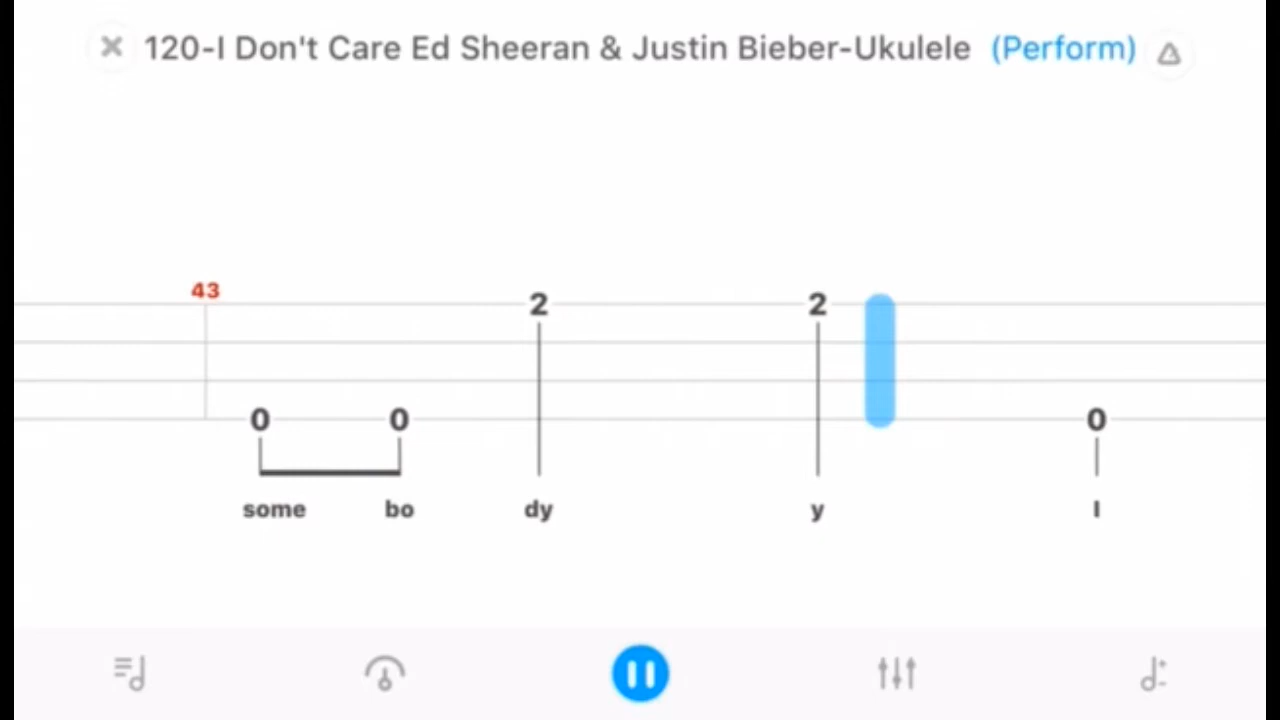 120-I Don't Care Ed Sheeran & Justin Bieber-Ukulele (Perform)
43
2 2
0 0 0
some bo dy y I